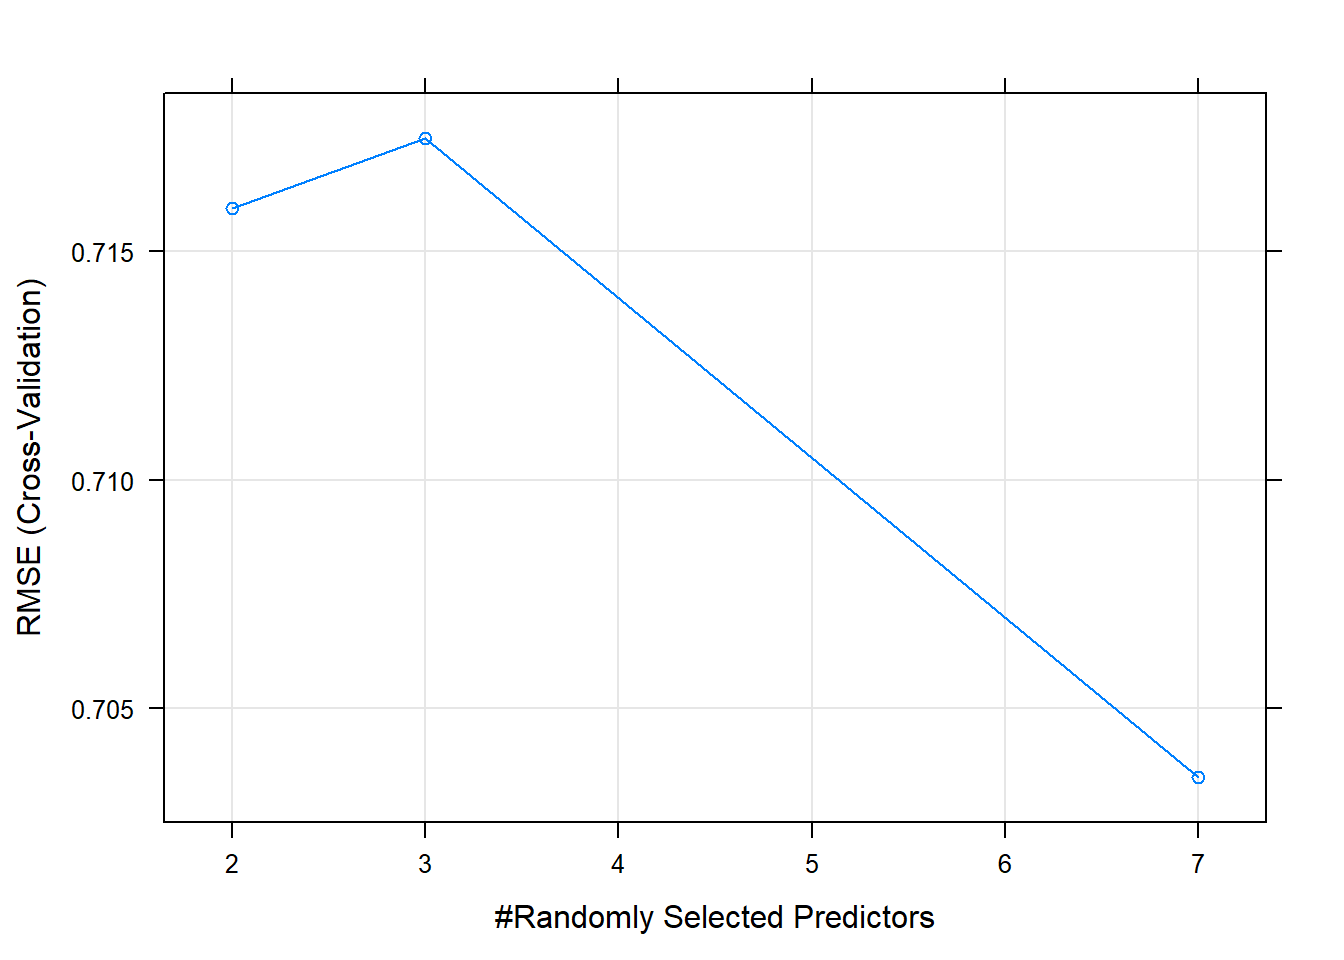 RMSE (Cross-Validation)
0.715
0.710
0.705
2 3 4 5 6 7
#Randomly Selected Predictors